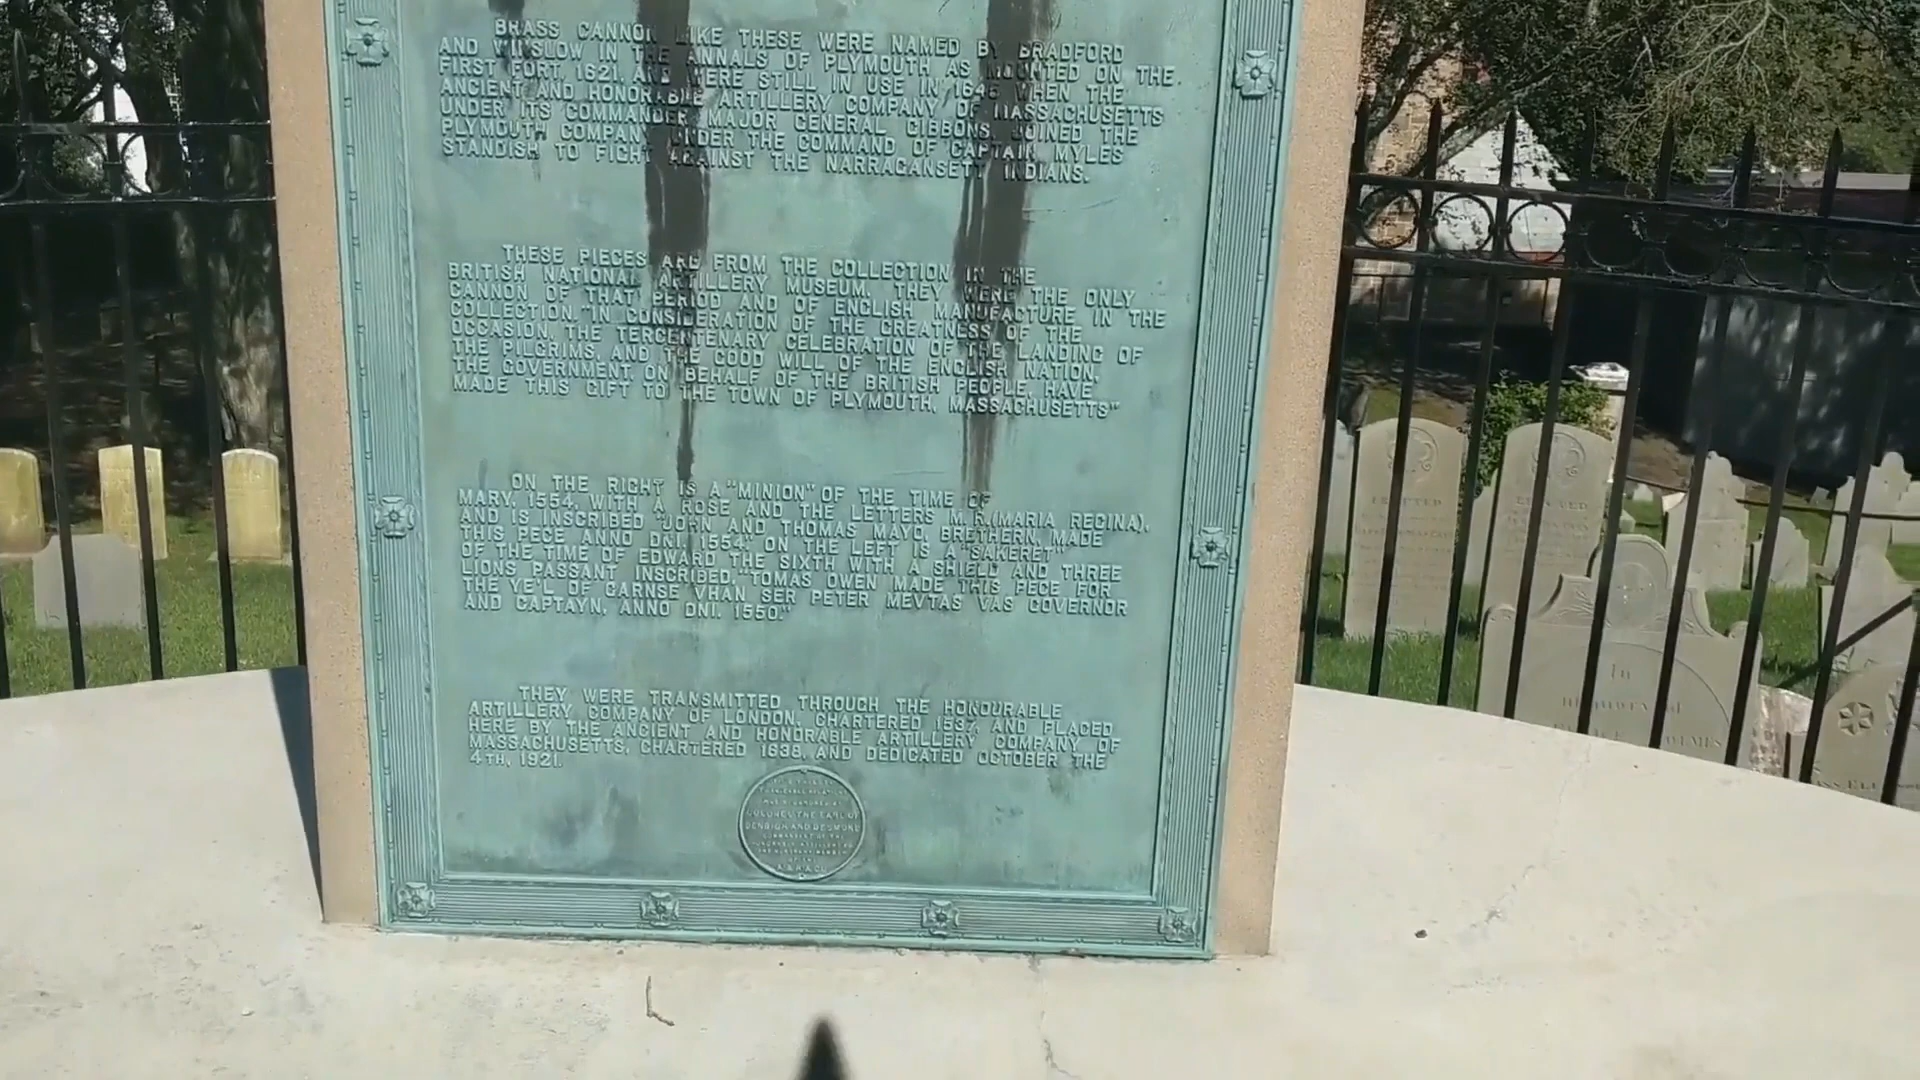 BRASS CANNON LIKE THESE WERE NAMED BY BRADFORD
AND WINSLOW IN THE ANNALS OF PLYMOUTH AS MOUNTED ON THE
FIRST FORT, 1621, AND WERE STILL IN USE IN 1645 WHEN THE
ANCIENT AND HONORABLE ARTILLERY COMPANY OF MASSACHUSETTS
UNDER ITS COMMANDER MAJOR GENERAL GIBBONS, JOINED THE
PLYMOUTH COMPANY UNDER THE COMMAND OF CAPTAIN MYLES
STANDISH TO FIGHT AGAINST THE NARRAGANSETT INDIANS.
THESE PIECES ARE FROM THE COLLECTION IN THE
BRITISH NATIONAL ARTILLERY MUSEUM. THEY WERE THE ONLY
CANNON OF THAT PERIOD AND OF ENGLISH MANUFACTURE IN THE
COLLECTION. "IN CONSIDERATION OF THE GREATNESS OF THE
OCCASION, THE TERCENTENARY CELEBRATION OF THE LANDING OF
THE PILGRIMS, AND THE GOOD WILL OF THE ENGLISH NATION,
THE GOVERNMENT, ON BEHALF OF THE BRITISH PEOPLE, HAVE
MADE THIS GIFT TO THE TOWN OF PLYMOUTH, MASSACHUSETTS"
ON THE RIGHT IS A "MINION" OF THE TIME OF
MARY, 1554, WITH A ROSE AND THE LETTERS M.R.(MARIA REGINA),
AND IS INSCRIBED "JOHN AND THOMAS MAYO, BRETHERN, MADE
THIS PECE ANNO DNI. 1554." ON THE LEFT IS A "SAKERET"
OF THE TIME OF EDWARD THE SIXTH WITH A SHIELD AND THREE
LIONS PASSANT INSCRIBED, "TOMAS OWEN MADE THIS PECE FOR
THE YE'L OF GARNSE VHAN SER PETER MEVTAS VAS GOVERNOR
AND CAPTAYN, ANNO DNI. 1550."
THEY WERE TRANSMITTED THROUGH THE HONOURABLE
ARTILLERY COMPANY OF LONDON, CHARTERED 1537, AND PLACED
HERE BY THE ANCIENT AND HONORABLE ARTILLERY COMPANY OF
MASSACHUSETTS, CHARTERED 1638, AND DEDICATED OCTOBER THE
4TH, 1921.
COLONEL THE EARL OF
DENBIGH AND DESMOND
In